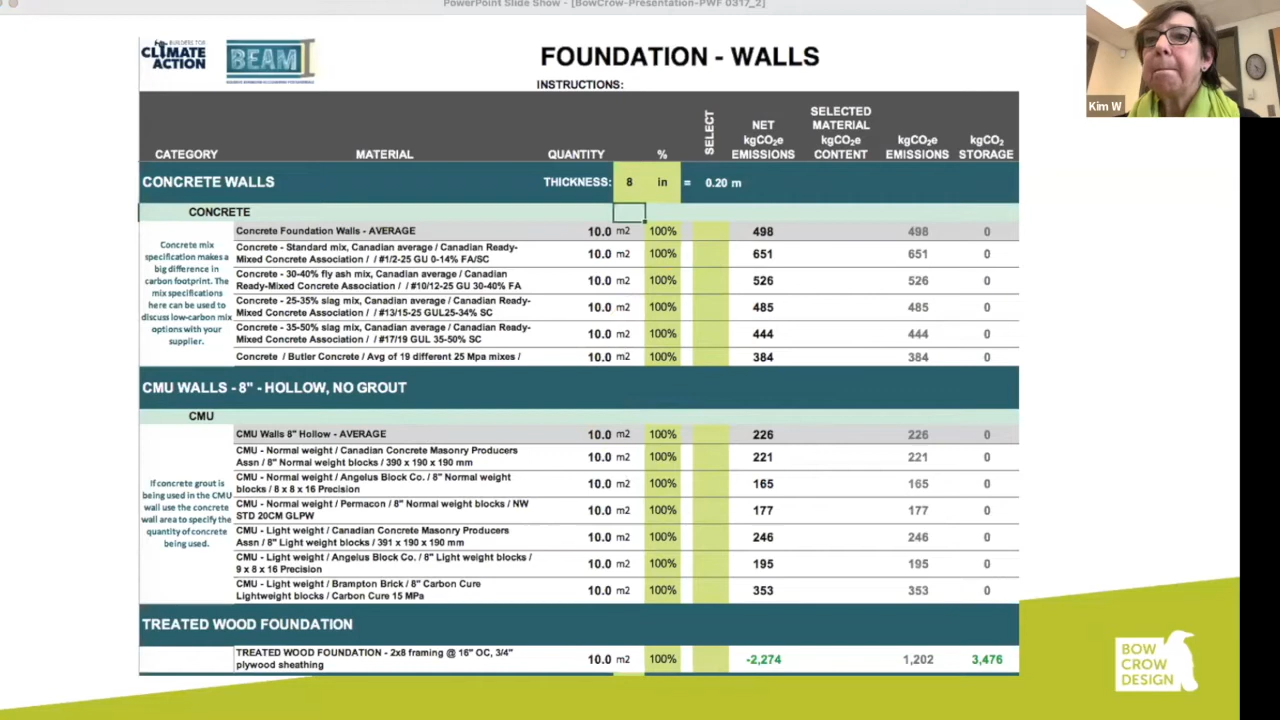 PowerPoint Slide Show - [BowCrow-Presentation-PWF 0317_2]
BUILDERS FOR
CLIMATE
ACTION
BEAM
FOUNDATION - WALLS
INSTRUCTIONS:
CATEGORY MATERIAL QUANTITY % SELECT NET kgCO₂e EMISSIONS SELECTED MATERIAL kgCO₂e CONTENT kgCO₂e EMISSIONS kgCO₂ STORAGE
CONCRETE WALLS THICKNESS: 8 in = 0.20 m
CONCRETE
Concrete mix
specification makes a
big difference in
carbon footprint. The
mix specifications
here can be used to
discuss low-carbon mix
options with your
supplier.
Concrete Foundation Walls - AVERAGE 10.0 m2 100% 498 498 0
Concrete - Standard mix, Canadian average / Canadian Ready-
Mixed Concrete Association / / #1/2-25 GU 0-14% FA/SC 10.0 m2 100% 651 651 0
Concrete - 30-40% fly ash mix, Canadian average / Canadian
Ready-Mixed Concrete Association / / #10/12-25 GU 30-40% FA 10.0 m2 100% 526 526 0
Concrete - 25-35% slag mix, Canadian average / Canadian Ready-
Mixed Concrete Association / / #13/15-25 GUL25-34% SC 10.0 m2 100% 485 485 0
Concrete - 35-50% slag mix, Canadian average / Canadian Ready-
Mixed Concrete Association / / #17/19 GUL 35-50% SC 10.0 m2 100% 444 444 0
Concrete / Butler Concrete / Avg of 19 different 25 Mpa mixes / 10.0 m2 100% 384 384 0
CMU WALLS - 8" - HOLLOW, NO GROUT
CMU
If concrete grout is
being used in the CMU
wall use the concrete
wall area to specify the
quantity of concrete
being used.
CMU Walls 8" Hollow - AVERAGE 10.0 m2 100% 226 226 0
CMU - Normal weight / Canadian Concrete Masonry Producers
Assn / 8" Normal weight blocks / 390 x 190 x 190 mm 10.0 m2 100% 221 221 0
CMU - Normal weight / Angelus Block Co. / 8" Normal weight
blocks / 8 x 8 x 16 Precision 10.0 m2 100% 165 165 0
CMU - Normal weight / Permacon / 8" Normal weight blocks / NW
STD 20CM GLPW 10.0 m2 100% 177 177 0
CMU - Light weight / Canadian Concrete Masonry Producers
Assn / 8" Light weight blocks / 391 x 190 x 190 mm 10.0 m2 100% 246 246 0
CMU - Light weight / Angelus Block Co. / 8" Light weight blocks /
9 x 8 x 16 Precision 10.0 m2 100% 195 195 0
CMU - Light weight / Brampton Brick / 8" Carbon Cure
Lightweight blocks / Carbon Cure 15 MPa 10.0 m2 100% 353 353 0
TREATED WOOD FOUNDATION
TREATED WOOD FOUNDATION - 2x8 framing @ 16" OC, 3/4"
plywood sheathing 10.0 m2 100% -2,274 1,202 3,476
Kim W
BOW
CROW
DESIGN